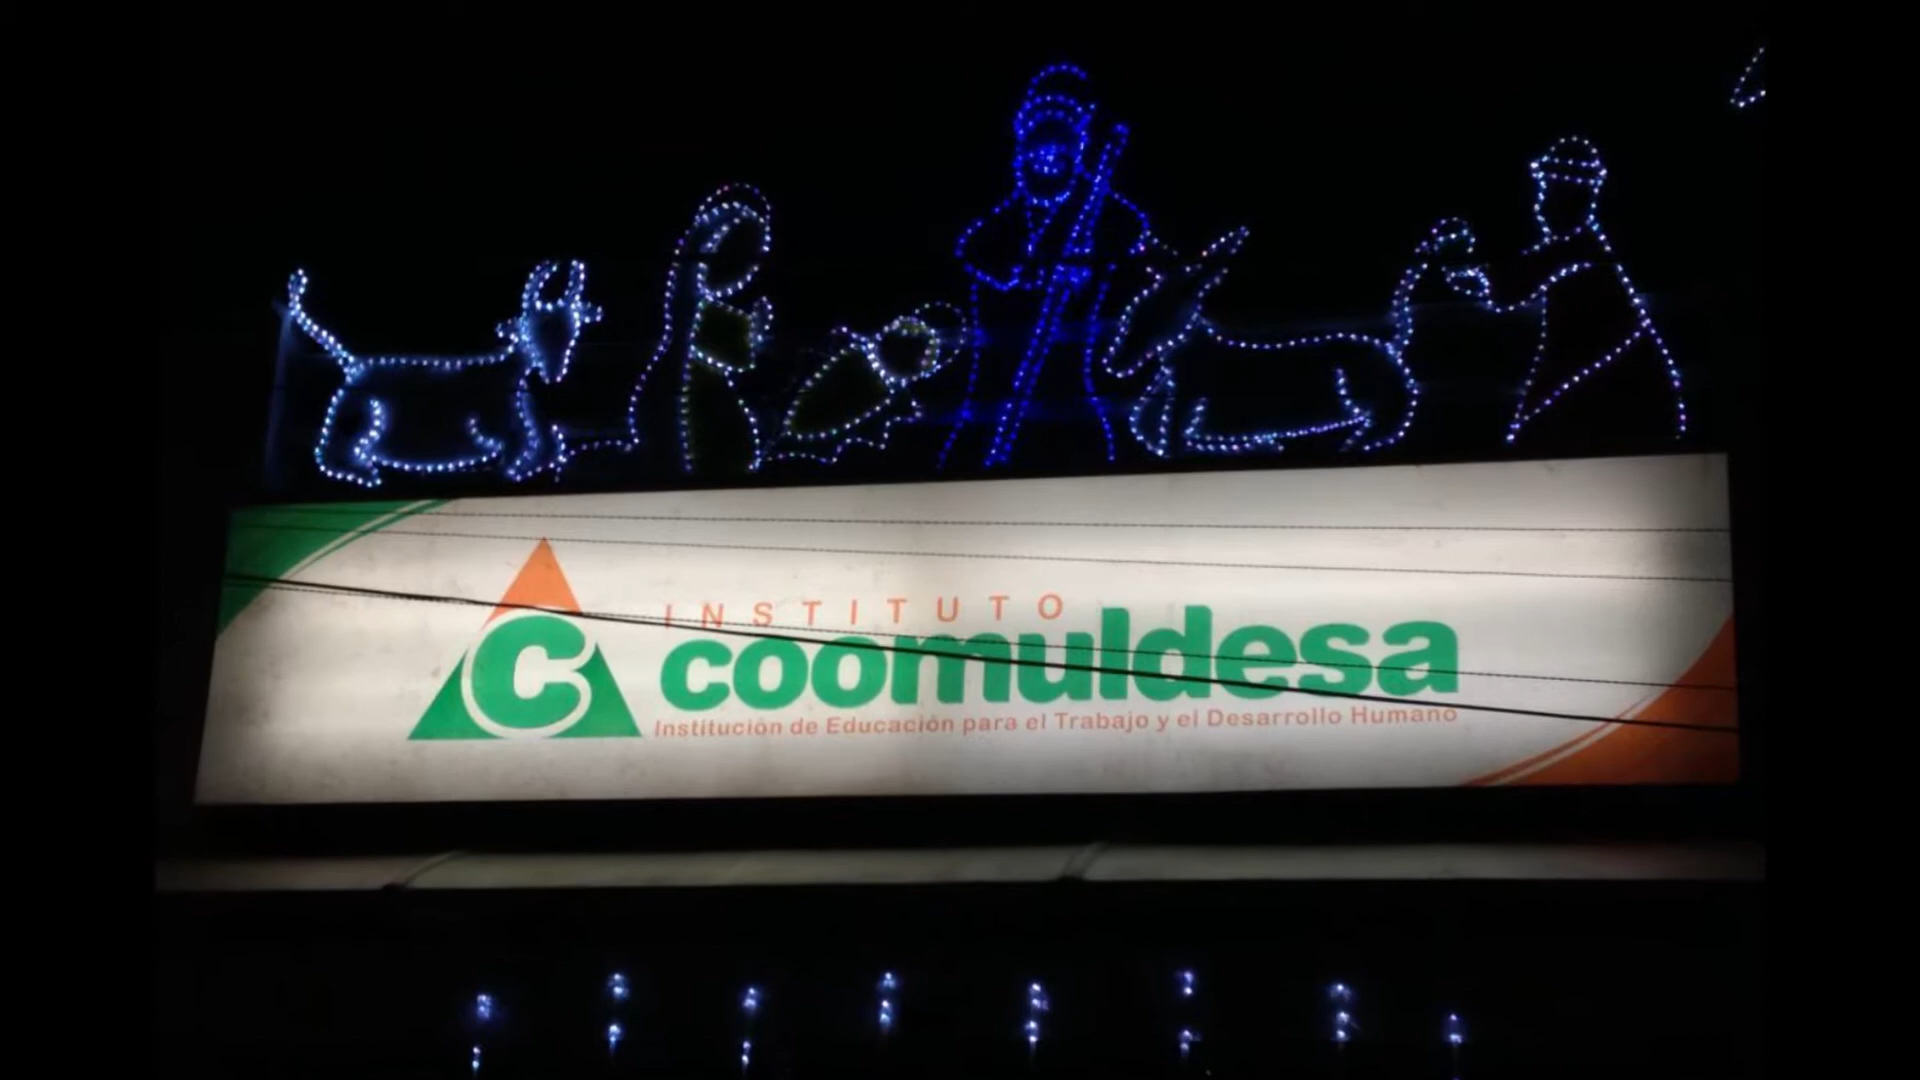 INSTITUTO
coomuldesa
Institución de Educación para el Trabajo y el Desarrollo Humano